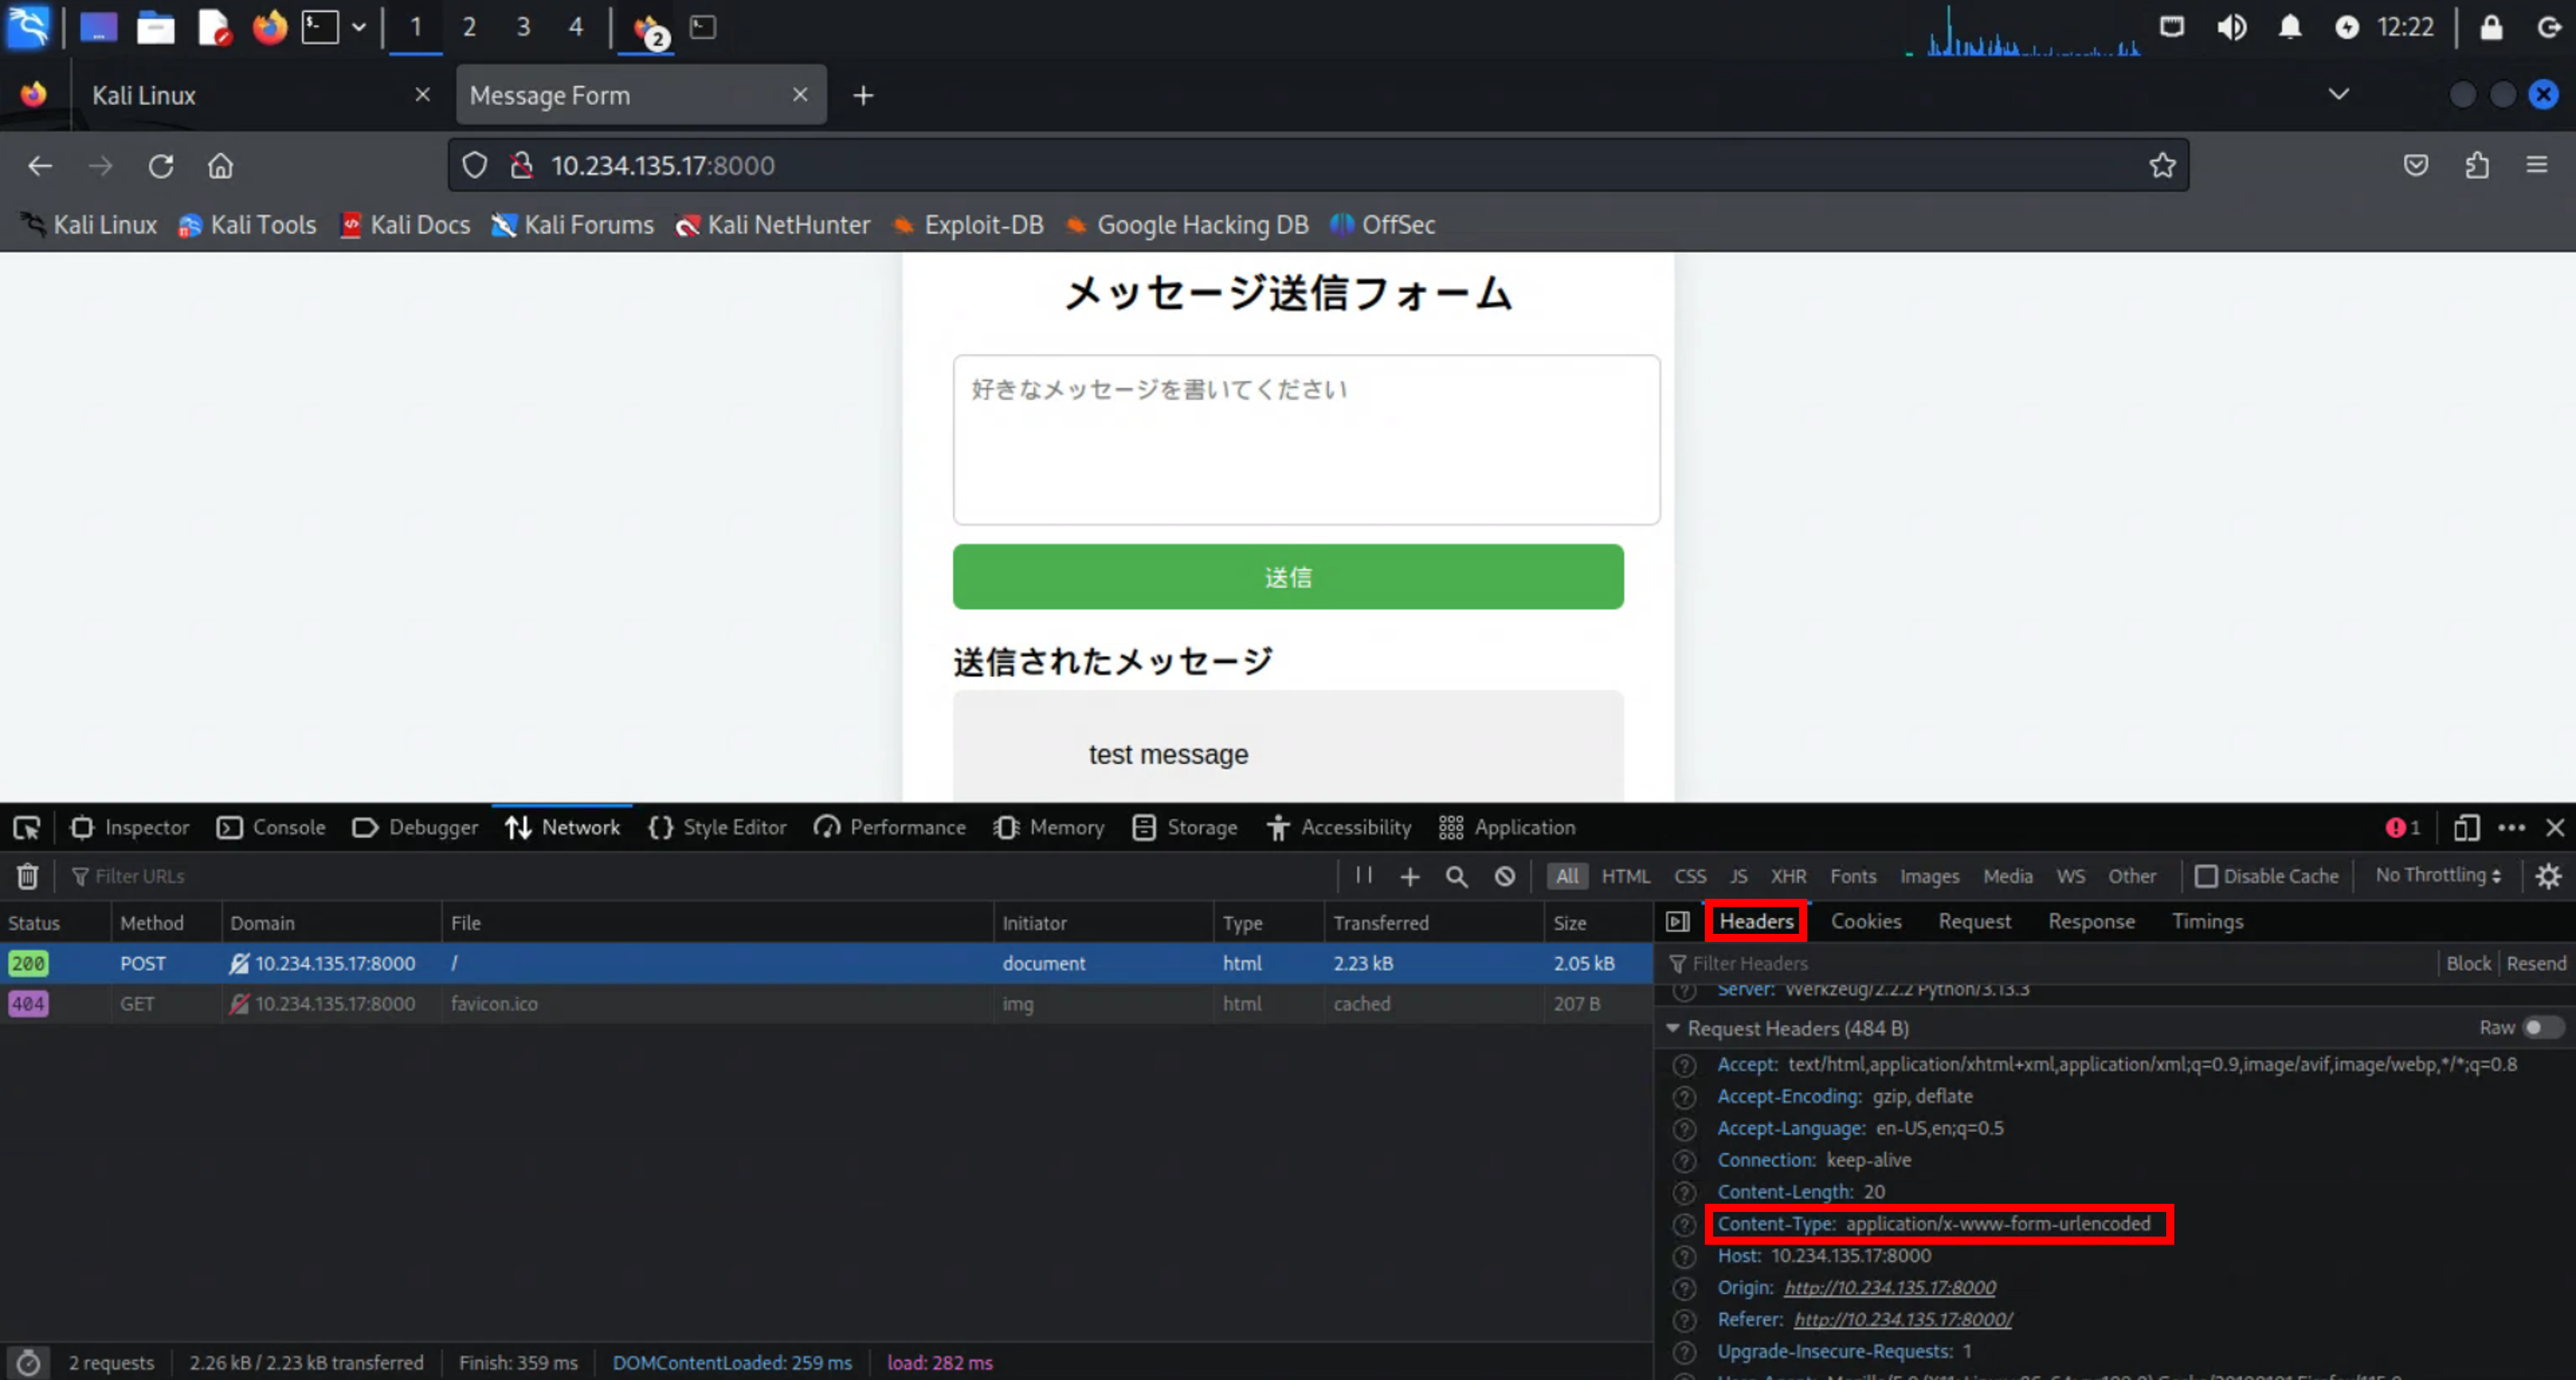 1 2 3 4 2 12:22
Kali Linux Message Form
10.234.135.17:8000
Kali Linux Kali Tools Kali Docs Kali Forums Kali NetHunter Exploit-DB Google Hacking DB OffSec
メッセージ送信フォーム
好きなメッセージを書いてください
送信
送信されたメッセージ
test message
Inspector Console Debugger Network Style Editor Performance Memory Storage Accessibility Application 1
Filter URLs All HTML CSS JS XHR Fonts Images Media WS Other Disable Cache No Throttling
Status Method Domain File Initiator Type Transferred Size
200 POST 10.234.135.17:8000 / document html 2.23 kB 2.05 kB
404 GET 10.234.135.17:8000 favicon.ico img html cached 207 B
Headers Cookies Request Response Timings
Filter Headers Block Resend
Server: Werkzeug/2.2.2 Python/3.13.3
Request Headers (484 B) Raw
Accept: text/html,application/xhtml+xml,application/xml;q=0.9,image/avif,image/webp,*/*;q=0.8
Accept-Encoding: gzip, deflate
Accept-Language: en-US,en;q=0.5
Connection: keep-alive
Content-Length: 20
Content-Type: application/x-www-form-urlencoded
Host: 10.234.135.17:8000
Origin: http://10.234.135.17:8000
Referer: http://10.234.135.17:8000/
Upgrade-Insecure-Requests: 1
2 requests 2.26 kB / 2.23 kB transferred Finish: 359 ms DOMContentLoaded: 259 ms load: 282 ms